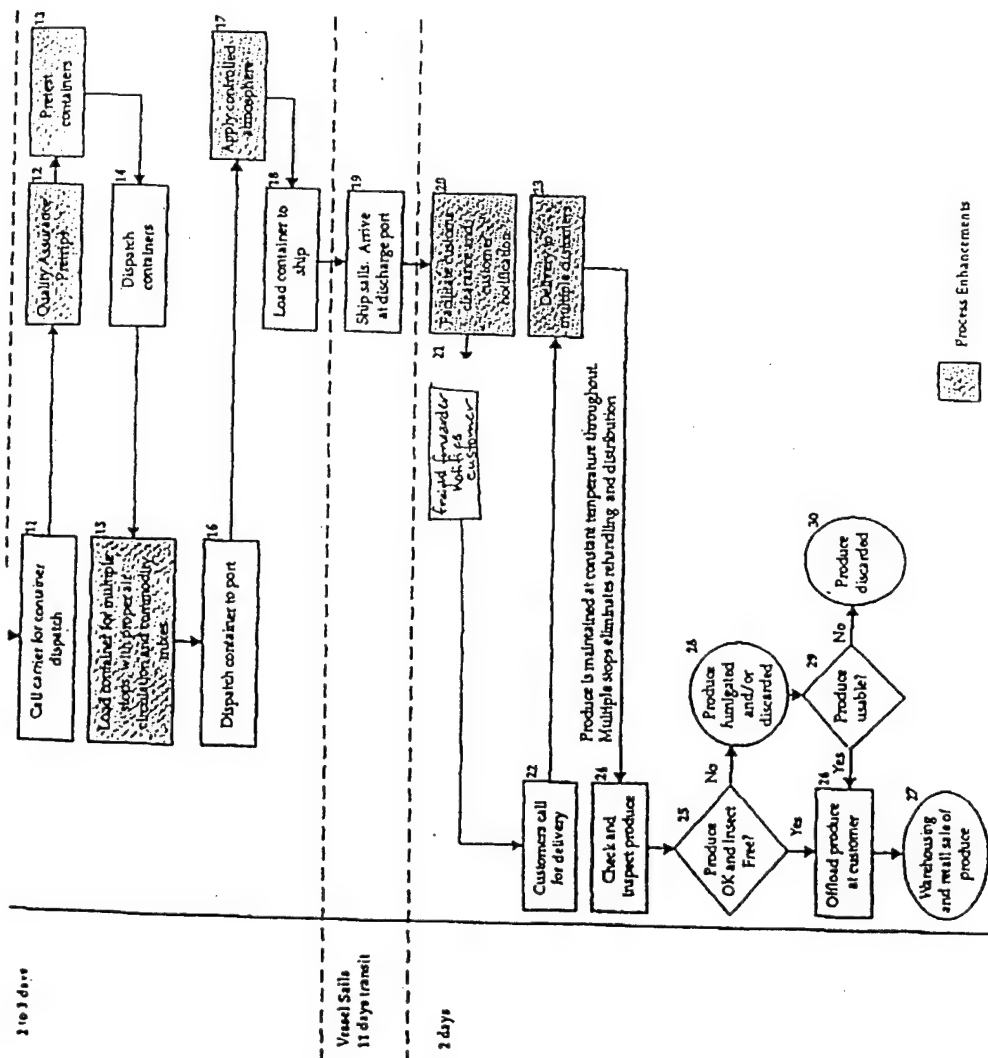 2 to 3 days
11
Call carrier for container
dispatch
12
Quality Assurance
Pretrips
13
Pretest
containers
14
Dispatch
containers
15
Load container for multiple
stops, with proper air
circulation and commodity
mixes.
16
Dispatch container to port
17
Apply controlled
atmosphere
18
Load container to
ship
Vessel Sails
11 days transit
19
Ship sails. Arrive
at discharge port
2 days
20
Facilitate customs
clearance and
customer
notification
21
freight forwarder
notifies
customer
22
Customers call
for delivery
23
Delivery to
multiple distributers
Produce is maintained at constant temperature throughout.
Multiple stops eliminates rehandling and distribution
Check and
Inspect produce
25
Produce
OK and Insect
Free?
No
28
Produce
fumigated
and/or
discarded
Yes
29
Produce
usable?
No
30
Produce
discarded
Yes
26
Offload produce
at customer
27
Warehousing
and retail sale of
produce
Process Enhancements